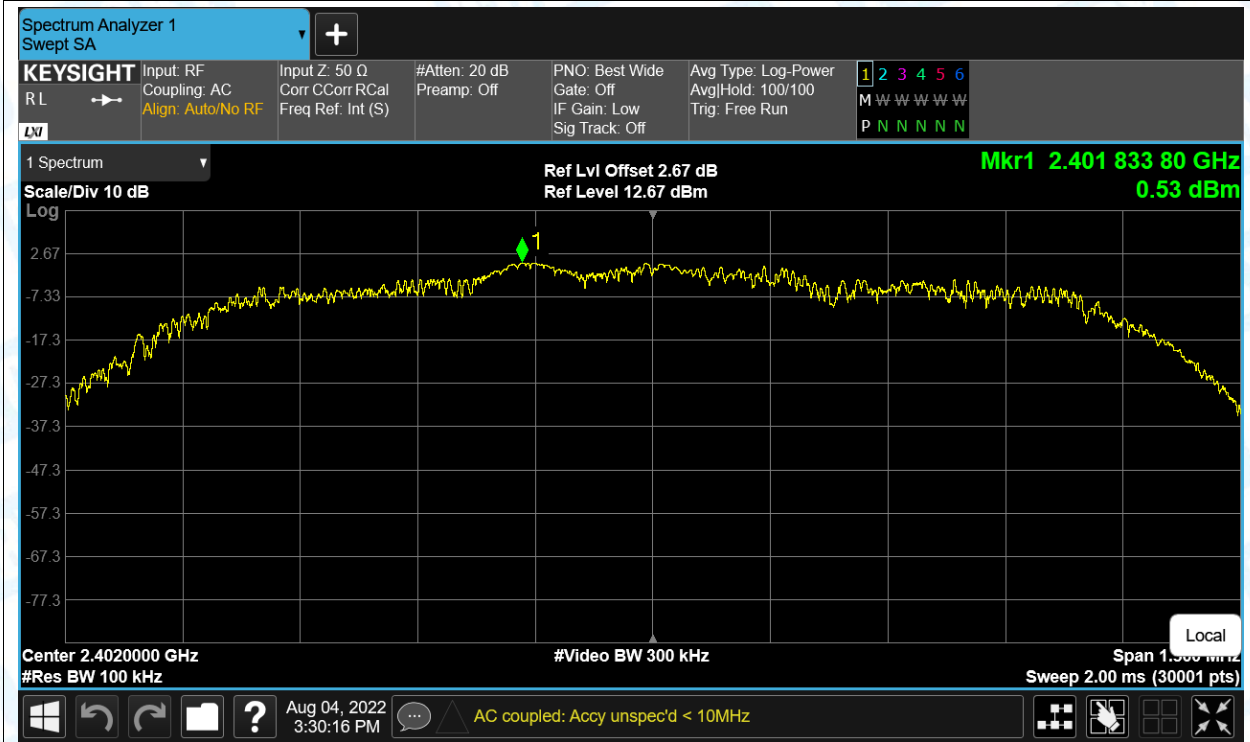 Spectrum Analyzer 1
Swept SA
KEYSIGHT
R L
LXI
Input: RF
Coupling: AC
Align: Auto/No RF
Input Z: 50 Ω
Corr CCorr RCal
Freq Ref: Int (S)
#Atten: 20 dB
Preamp: Off
PNO: Best Wide
Gate: Off
IF Gain: Low
Sig Track: Off
Avg Type: Log-Power
Avg|Hold: 100/100
Trig: Free Run
1 2 3 4 5 6
M W W W W W
P N N N N N
1 Spectrum
Scale/Div 10 dB
Log
Ref Lvl Offset 2.67 dB
Ref Level 12.67 dBm
Mkr1 2.401 833 80 GHz
0.53 dBm
1
2.67
-7.33
-17.3
-27.3
-37.3
-47.3
-57.3
-67.3
-77.3
Local
Center 2.4020000 GHz
#Video BW 300 kHz
Span
#Res BW 100 kHz
Sweep 2.00 ms (30001 pts)
?
Aug 04, 2022
3:30:16 PM
AC coupled: Accy unspec'd < 10MHz